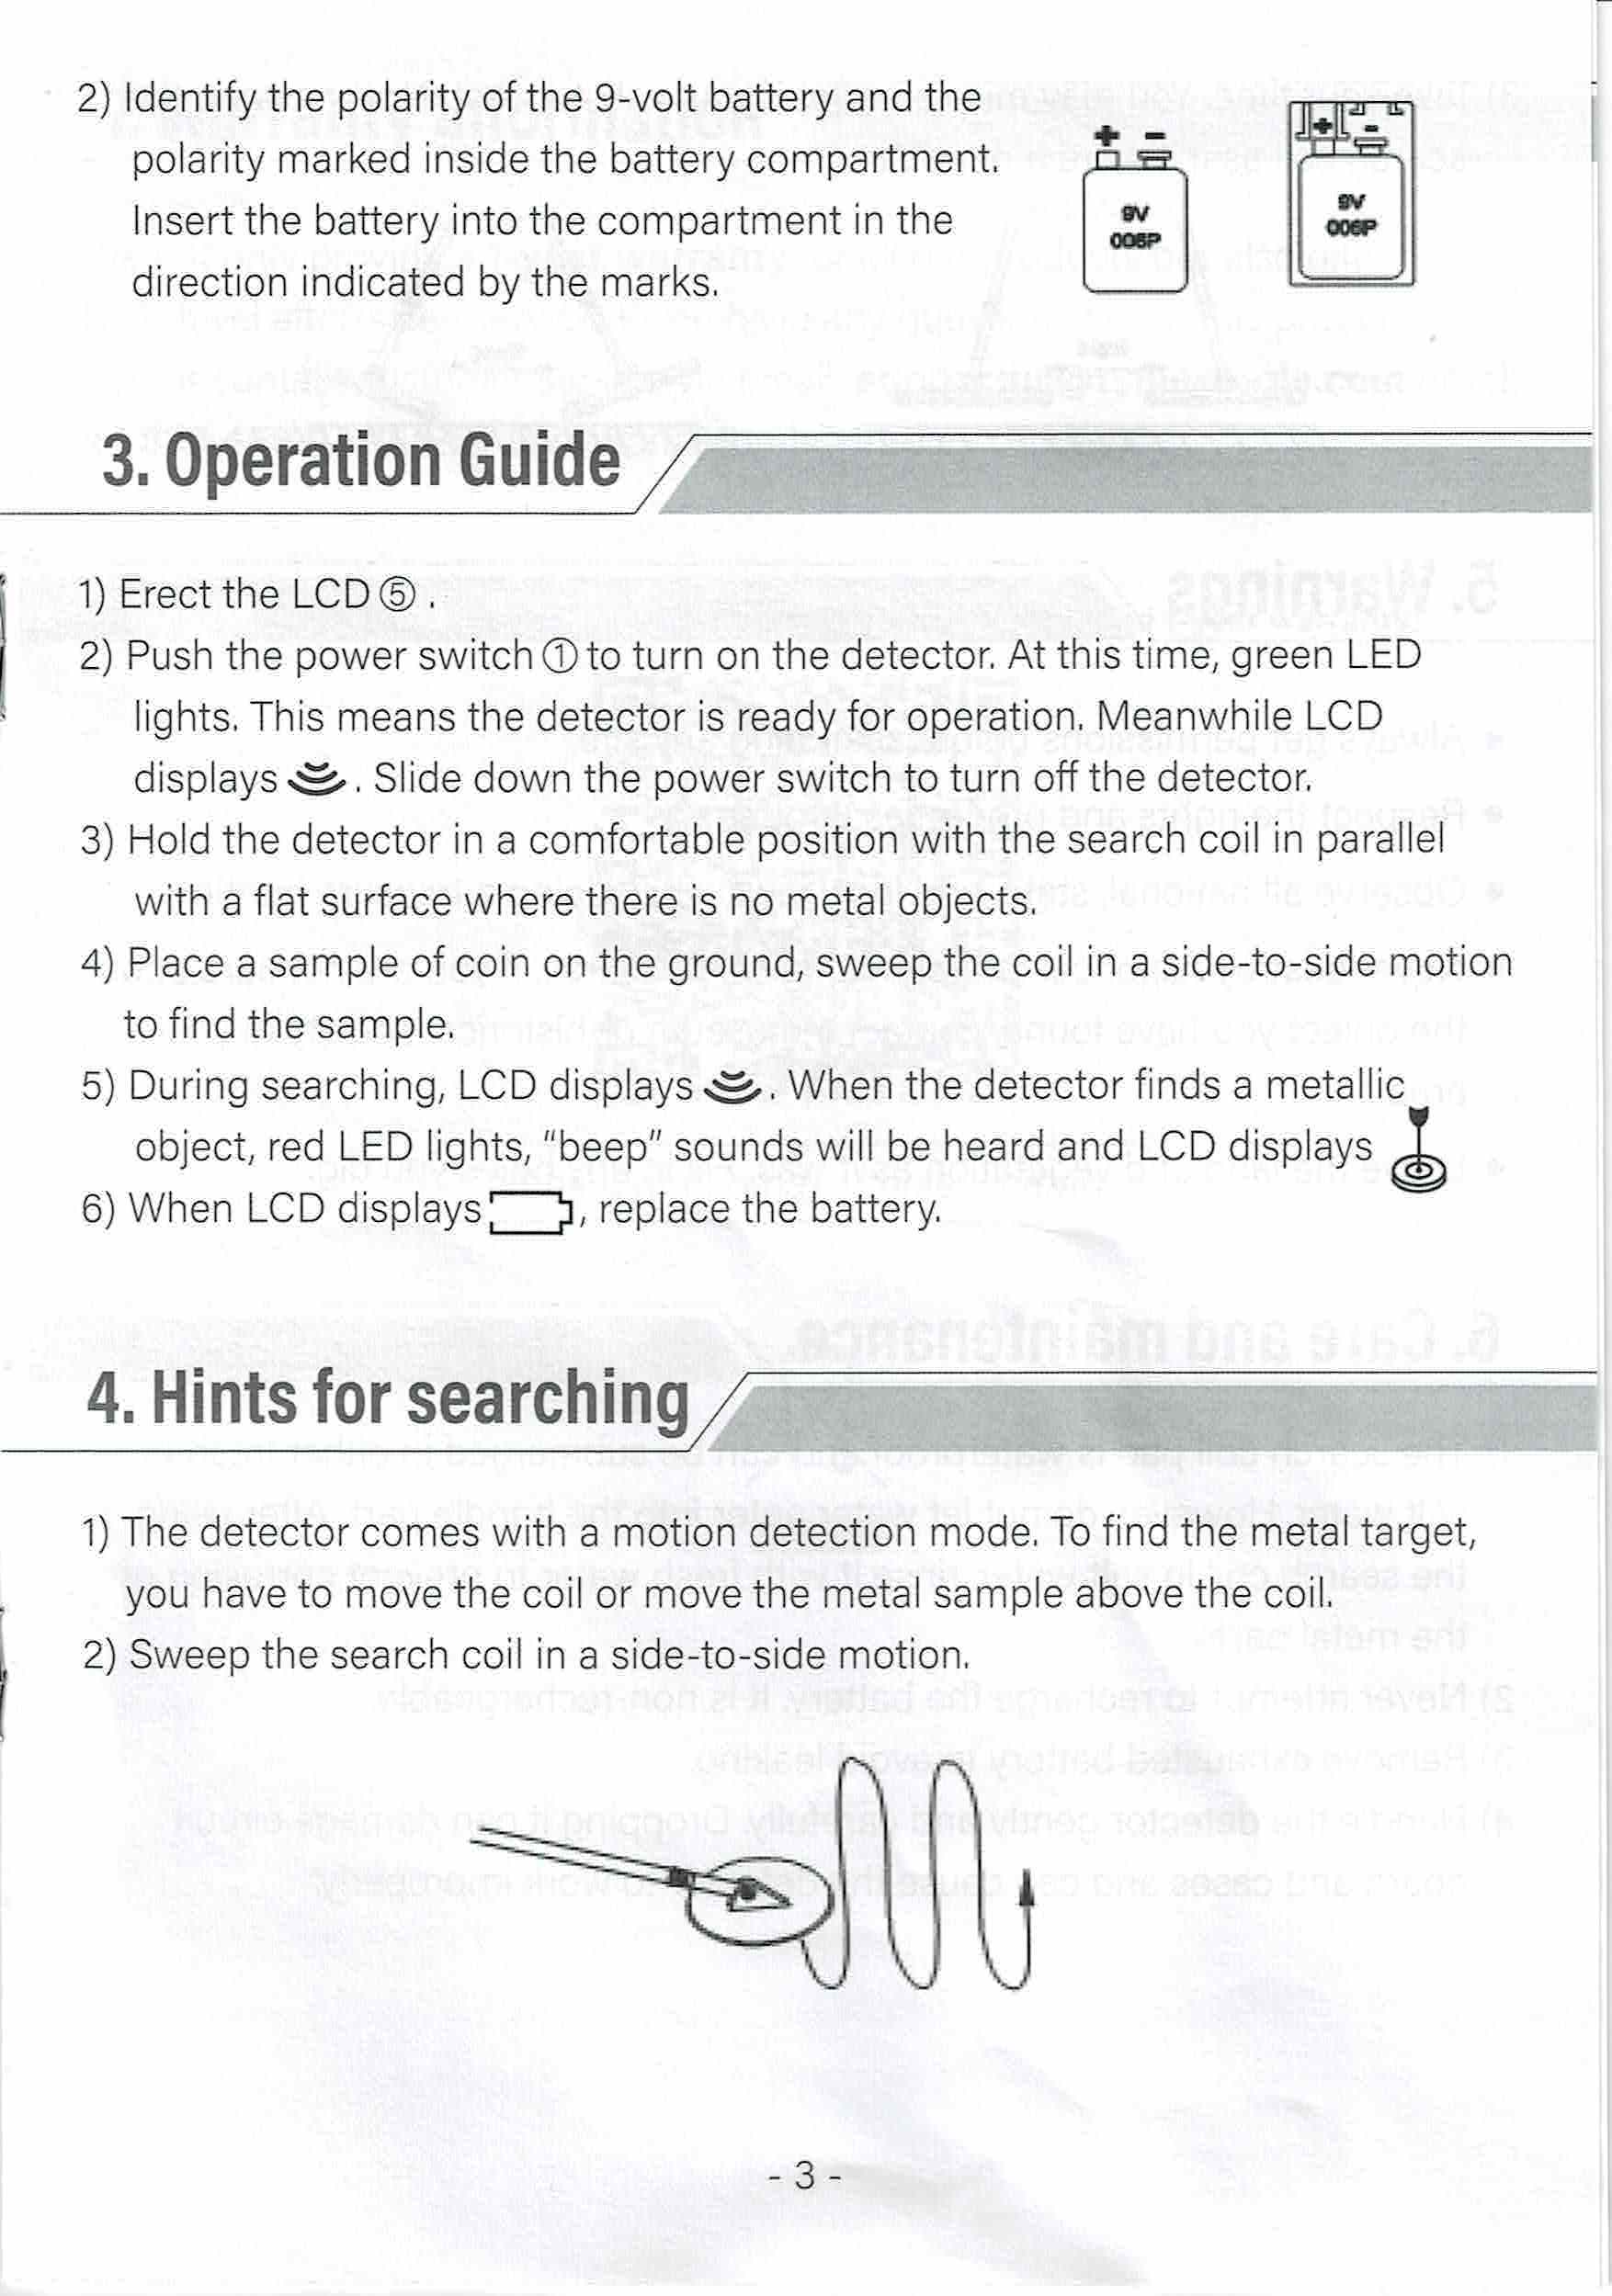 2) Identify the polarity of the 9-volt battery and the
polarity marked inside the battery compartment.
Insert the battery into the compartment in the
direction indicated by the marks.
+ -
9V
006P
+ -
9V
006P
3. Operation Guide
1) Erect the LCD ⑤ .
2) Push the power switch ① to turn on the detector. At this time, green LED
lights. This means the detector is ready for operation. Meanwhile LCD
displays . Slide down the power switch to turn off the detector.
3) Hold the detector in a comfortable position with the search coil in parallel
with a flat surface where there is no metal objects.
4) Place a sample of coin on the ground, sweep the coil in a side-to-side motion
to find the sample.
5) During searching, LCD displays . When the detector finds a metallic
object, red LED lights, "beep" sounds will be heard and LCD displays
6) When LCD displays , replace the battery.
4. Hints for searching
1) The detector comes with a motion detection mode. To find the metal target,
you have to move the coil or move the metal sample above the coil.
2) Sweep the search coil in a side-to-side motion.
- 3 -